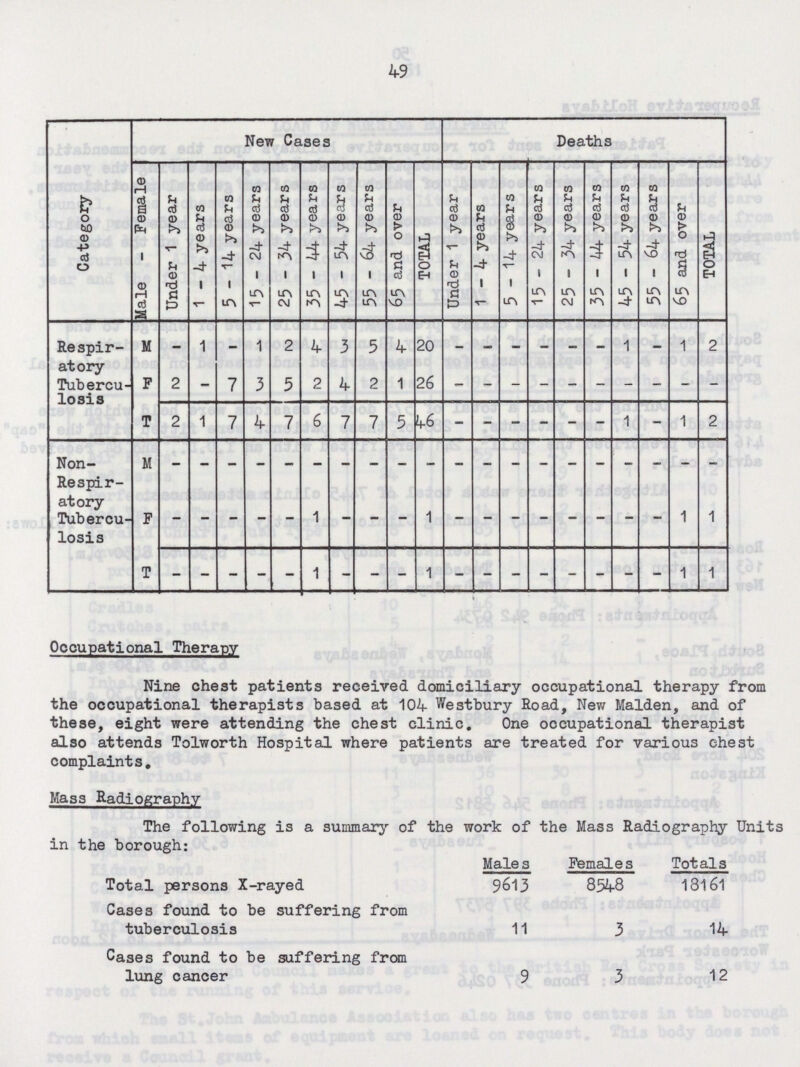 49
New Cases Deaths
Category Male - Female Under 1 year 1 - 4 years 5 - 14 years 15 - 24 years 25 - 34 years 35 - 44 years 45 - 54 years 55 - 64 years 65 and over TOTAL Under 1 year 1 - 4 years 5 - 14 years 15 - 24 years 25 - 34 years 35 - 44 years 45 - 54 years 55 - 64 years 65 and over TOTAL
Respir- M - 1 - 1 2 4 3 5 4 20 - - - - - - 1 - 1 2
atory
Tubercu- F 2 - 7 3 5 2 4 2 1 26 - - - - - - - - - -
losis
T 2 1 7 4 7 6 7 7 5 46 - - - - - - 1 - 1 2
Non- M - - - - - - - - - - - - - - - - - - - -
Respir-
atory
Tubercu- F - - - - - 1 - - - 1 - - - - - - - - 1 1
losis
T - - - - - 1 - - - 1 - - - - - - - - 1 1
Occupational Therapy
Nine chest patients received domiciliary occupational therapy from
the occupational therapists based at 104 Westbury Road, New Malden, and of
these, eight were attending the chest clinic. One occupational therapist
also attends Tolworth Hospital where patients are treated for various chest
complaints.
Mass Radiography
The following is a summary of the work of the Mass Radiography Units
in the borough:
Males Females Totals
Total persons X-rayed 9613 8548 18161
Cases found to be suffering from
tuberculosis 11 3 14
Cases found to be suffering from
lung cancer 9 3 12